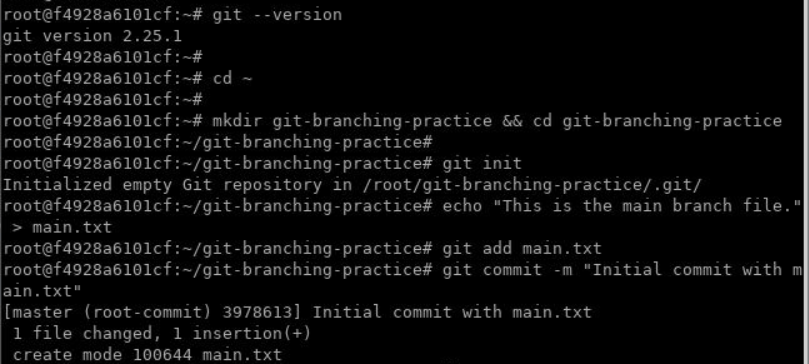 root@f4928a6101cf:~# git --version
git version 2.25.1
root@f4928a6101cf:~#
root@f4928a6101cf:~# cd ~
root@f4928a6101cf:~#
root@f4928a6101cf:~# mkdir git-branching-practice && cd git-branching-practice
root@f4928a6101cf:~/git-branching-practice#
root@f4928a6101cf:~/git-branching-practice# git init
Initialized empty Git repository in /root/git-branching-practice/.git/
root@f4928a6101cf:~/git-branching-practice# echo "This is the main branch file."
 > main.txt
root@f4928a6101cf:~/git-branching-practice# git add main.txt
root@f4928a6101cf:~/git-branching-practice# git commit -m "Initial commit with m
ain.txt"
[master (root-commit) 3978613] Initial commit with main.txt
 1 file changed, 1 insertion(+)
 create mode 100644 main.txt